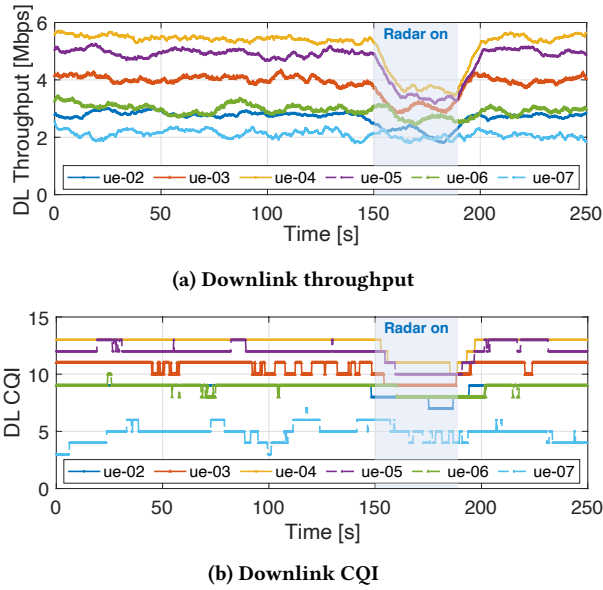 DL Throughput [Mbps]
6
4
2
0
Radar on
ue-02 ue-03 ue-04 ue-05 ue-06 ue-07
0 50 100 150 200 250
Time [s]
(a) Downlink throughput
DL CQI
15
10
5
0
Radar on
ue-02 ue-03 ue-04 ue-05 ue-06 ue-07
0 50 100 150 200 250
Time [s]
(b) Downlink CQI